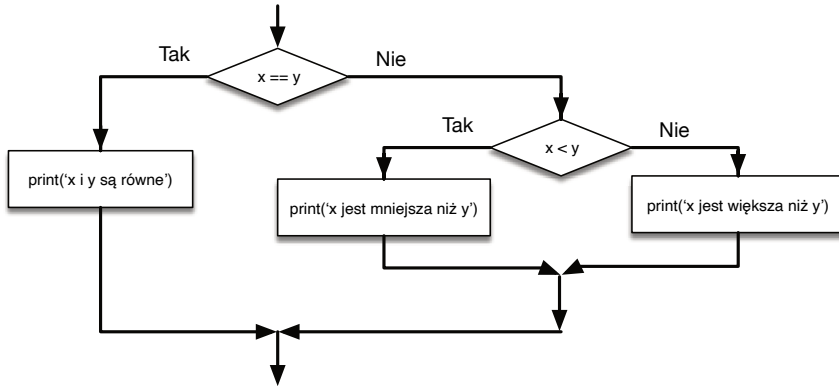 Tak
x == y
Nie
Tak
x < y
Nie
print(‘x i y są równe’)
print(‘x jest mniejsza niż y’)
print(‘x jest większa niż y’)